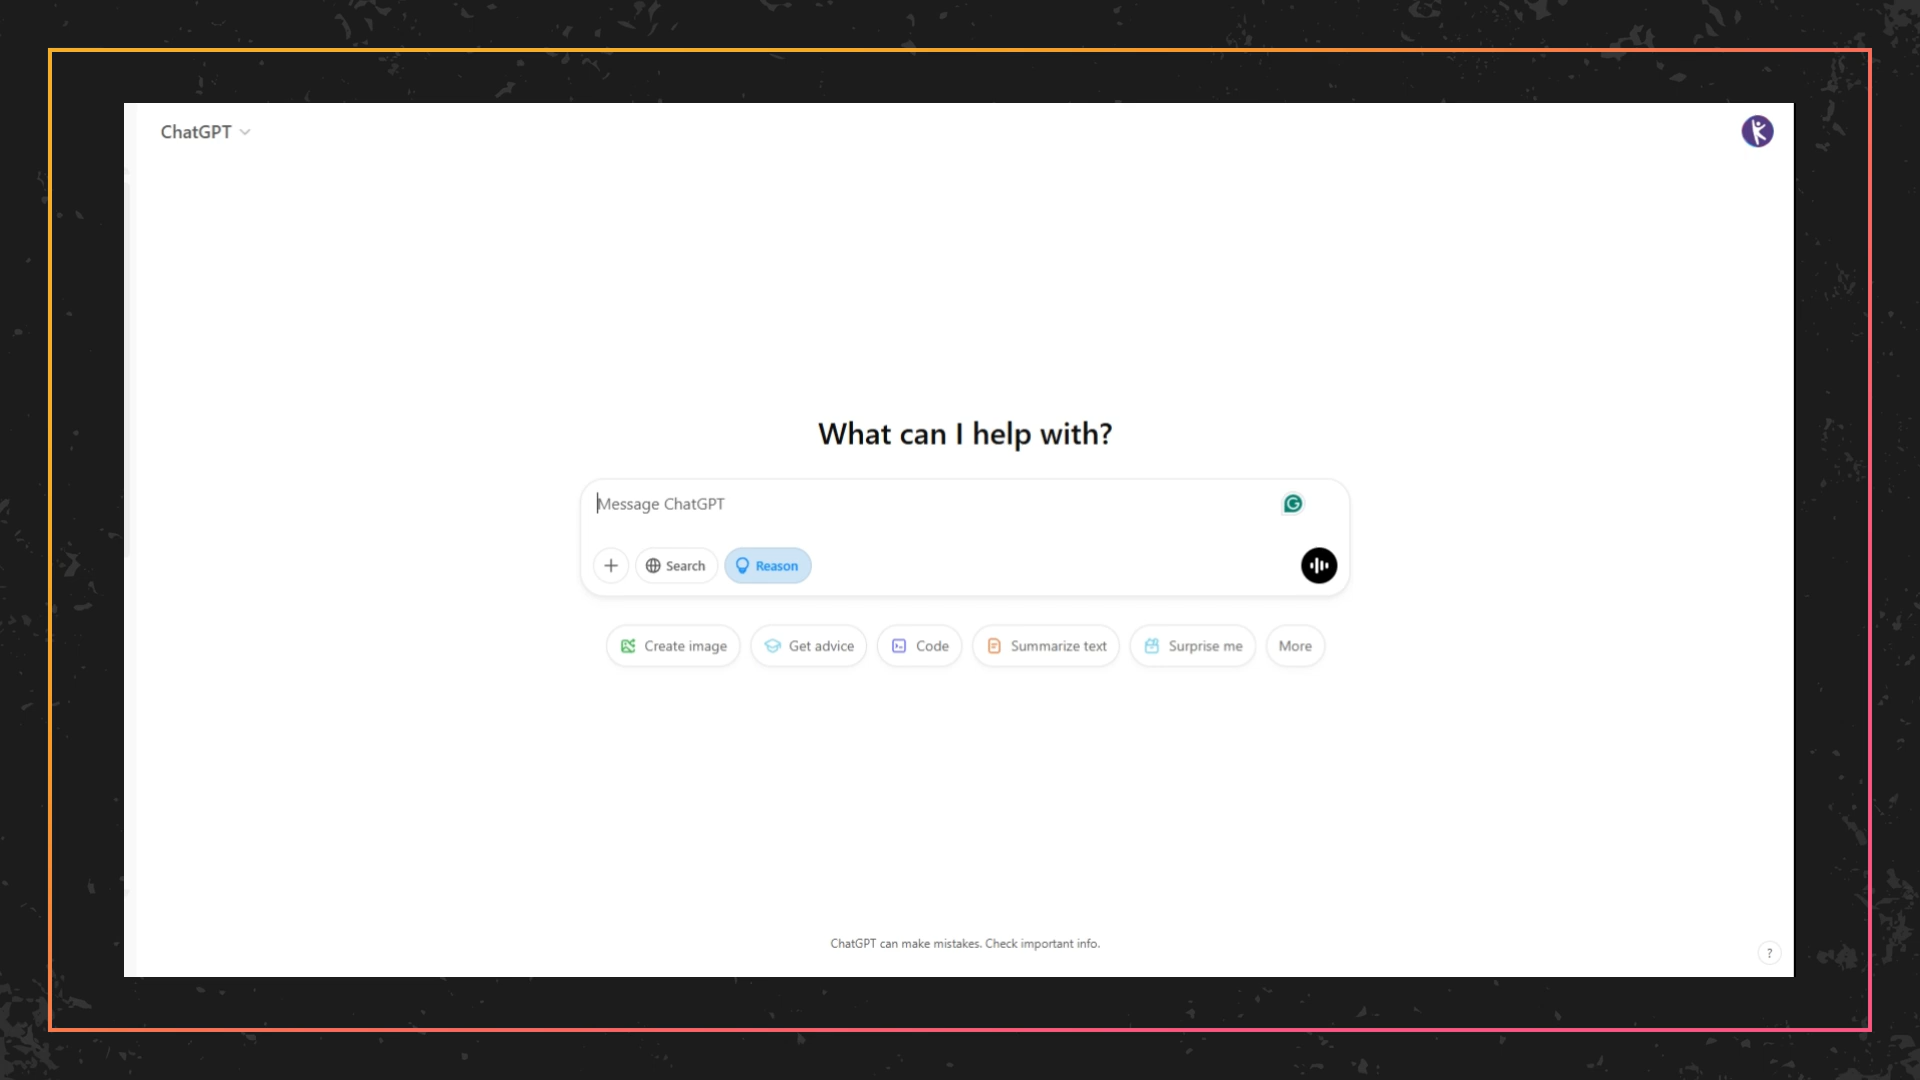 ChatGPT
What can I help with?
Message ChatGPT
Search
Reason
Create image
Get advice
Code
Summarize text
Surprise me
More
ChatGPT can make mistakes. Check important info.
?